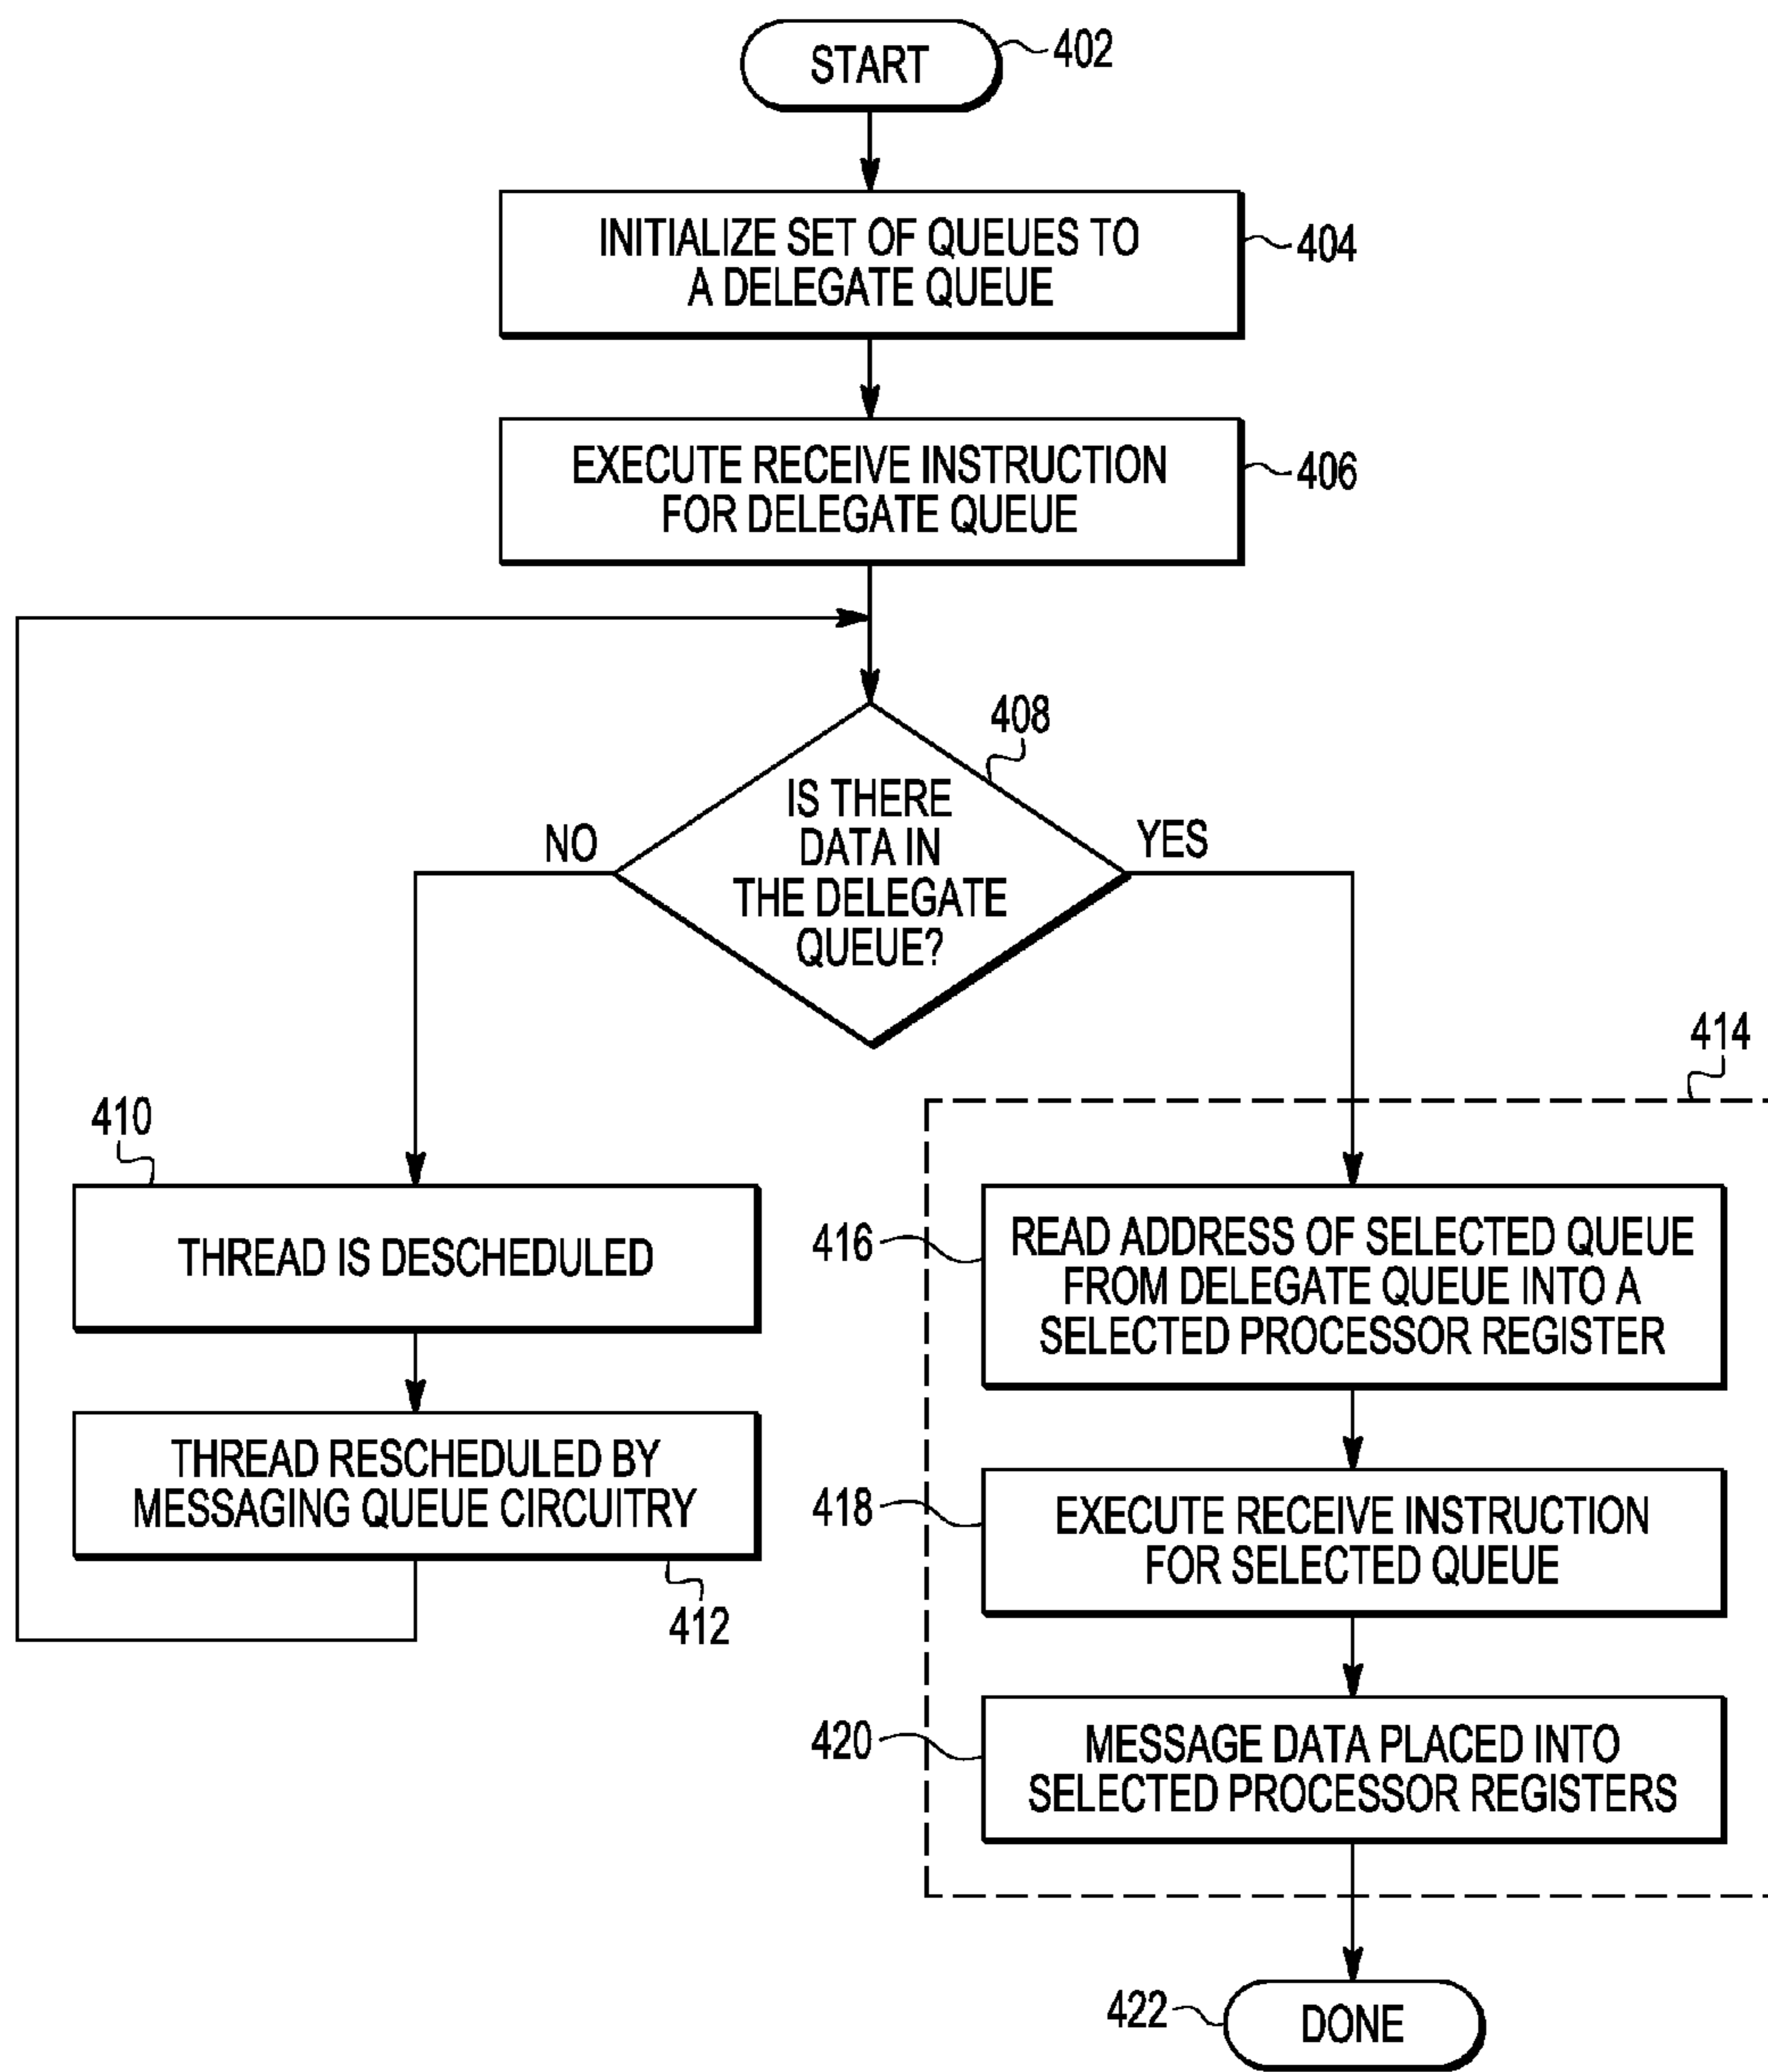 START
402
INITIALIZE SET OF QUEUES TO
A DELEGATE QUEUE
404
EXECUTE RECEIVE INSTRUCTION
FOR DELEGATE QUEUE
406
408
IS THERE
DATA IN
THE DELEGATE
QUEUE?
NO
YES
414
410
THREAD IS DESCHEDULED
THREAD RESCHEDULED BY
MESSAGING QUEUE CIRCUITRY
412
416
READ ADDRESS OF SELECTED QUEUE
FROM DELEGATE QUEUE INTO A
SELECTED PROCESSOR REGISTER
418
EXECUTE RECEIVE INSTRUCTION
FOR SELECTED QUEUE
420
MESSAGE DATA PLACED INTO
SELECTED PROCESSOR REGISTERS
422
DONE